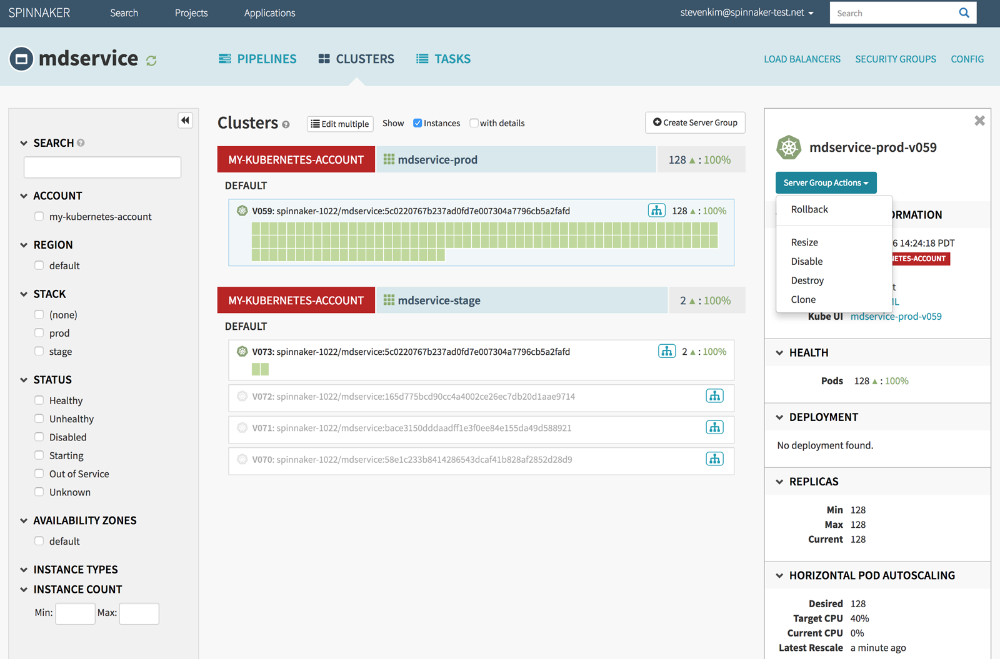 SPINNAKER Search Projects Applications stevenkim@spinnaker-test.net Search
mdservice PIPELINES CLUSTERS TASKS LOAD BALANCERS SECURITY GROUPS CONFIG
SEARCH
ACCOUNT
my-kubernetes-account
REGION
default
STACK
(none)
prod
stage
STATUS
Healthy
Unhealthy
Disabled
Starting
Out of Service
Unknown
AVAILABILITY ZONES
default
INSTANCE TYPES
INSTANCE COUNT
Min: Max:
Clusters Edit multiple Show Instances with details Create Server Group
MY-KUBERNETES-ACCOUNT mdservice-prod 128 : 100%
DEFAULT
V059: spinnaker-1022/mdservice:5c0220767b237ad0fd7e007304a7796cb5a2fafd 128 : 100%
MY-KUBERNETES-ACCOUNT mdservice-stage 2 : 100%
DEFAULT
V073: spinnaker-1022/mdservice:5c0220767b237ad0fd7e007304a7796cb5a2fafd 2 : 100%
V072: spinnaker-1022/mdservice:165d775bcd90cc4a4002ce26ec7db20d1aae9714
V071: spinnaker-1022/mdservice:bace3150dddaadff1e3f0ee84e155da49d588921
V070: spinnaker-1022/mdservice:58e1c233b8414286543dcaf41b828af2852d28d9
mdservice-prod-v059
Server Group Actions
Rollback
Resize
Disable
Destroy
Clone
ORMATION
6 14:24:18 PDT
NETES-ACCOUNT
t
ML
Kube UI mdservice-prod-v059
HEALTH
Pods 128 : 100%
DEPLOYMENT
No deployment found.
REPLICAS
Min 128
Max 128
Current 128
HORIZONTAL POD AUTOSCALING
Desired 128
Target CPU 40%
Current CPU 0%
Latest Rescale a minute ago